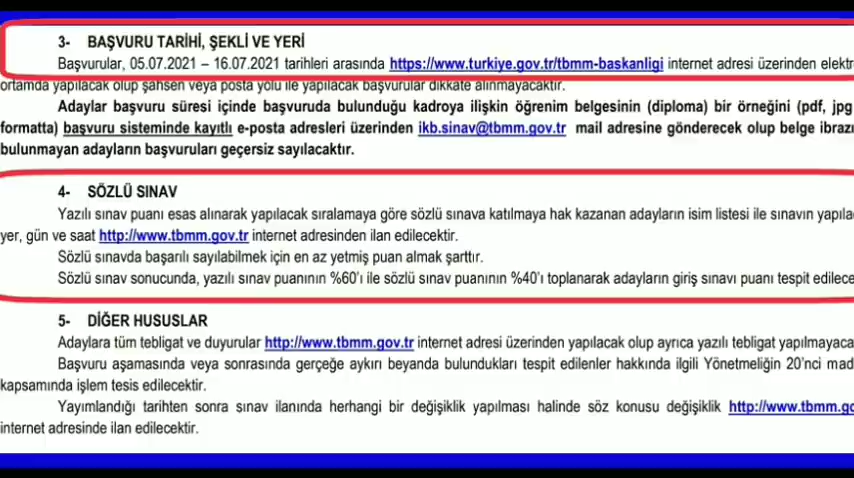 3- BAŞVURU TARİHİ, ŞEKLİ VE YERİ
Başvurular, 05.07.2021 – 16.07.2021 tarihleri arasında https://www.turkiye.gov.tr/tbmm-baskanligi internet adresi üzerinden elektr
ortamda yapılacak olup şahsen veya posta yolu ile yapılacak başvurular dikkate alınmayacaktır.
Adaylar başvuru süresi içinde başvuruda bulunduğu kadroya ilişkin öğrenim belgesinin (diploma) bir örneğini (pdf, jpg
formatta) başvuru sisteminde kayıtlı e-posta adresleri üzerinden ikb.sinav@tbmm.gov.tr mail adresine gönderecek olup belge ibrazı
bulunmayan adayların başvuruları geçersiz sayılacaktır.
4- SÖZLÜ SINAV
Yazılı sınav puanı esas alınarak yapılacak sıralamaya göre sözlü sınava katılmaya hak kazanan adayların isim listesi ile sınavın yapıla
yer, gün ve saat http://www.tbmm.gov.tr internet adresinden ilan edilecektir.
Sözlü sınavda başarılı sayılabilmek için en az yetmiş puan almak şarttır.
Sözlü sınav sonucunda, yazılı sınav puanının %60'ı ile sözlü sınav puanının %40'ı toplanarak adayların giriş sınavı puanı tespit edilece
5- DİĞER HUSUSLAR
Adaylara tüm tebligat ve duyurular http://www.tbmm.gov.tr internet adresi üzerinden yapılacak olup ayrıca yazılı tebligat yapılmayaca
Başvuru aşamasında veya sonrasında gerçeğe aykırı beyanda bulundukları tespit edilenler hakkında ilgili Yönetmeliğin 20'nci mad
kapsamında işlem tesis edilecektir.
Yayımlandığı tarihten sonra sınav ilanında herhangi bir değişiklik yapılması halinde söz konusu değişiklik http://www.tbmm.go
internet adresinde ilan edilecektir.